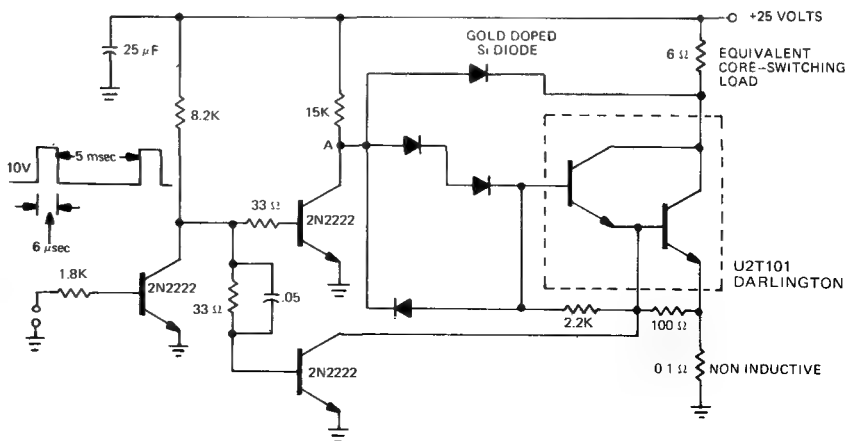 +25 VOLTS
25 µF
GOLD DOPED
Si DIODE
6 Ω
EQUIVALENT
CORE-SWITCHING
LOAD
8.2K
15K
A
10V
5 msec
6 µsec
33 Ω
2N2222
1.8K
2N2222
33 Ω
.05
2N2222
2.2K
100 Ω
U2T101
DARLINGTON
0 1 Ω
NON INDUCTIVE